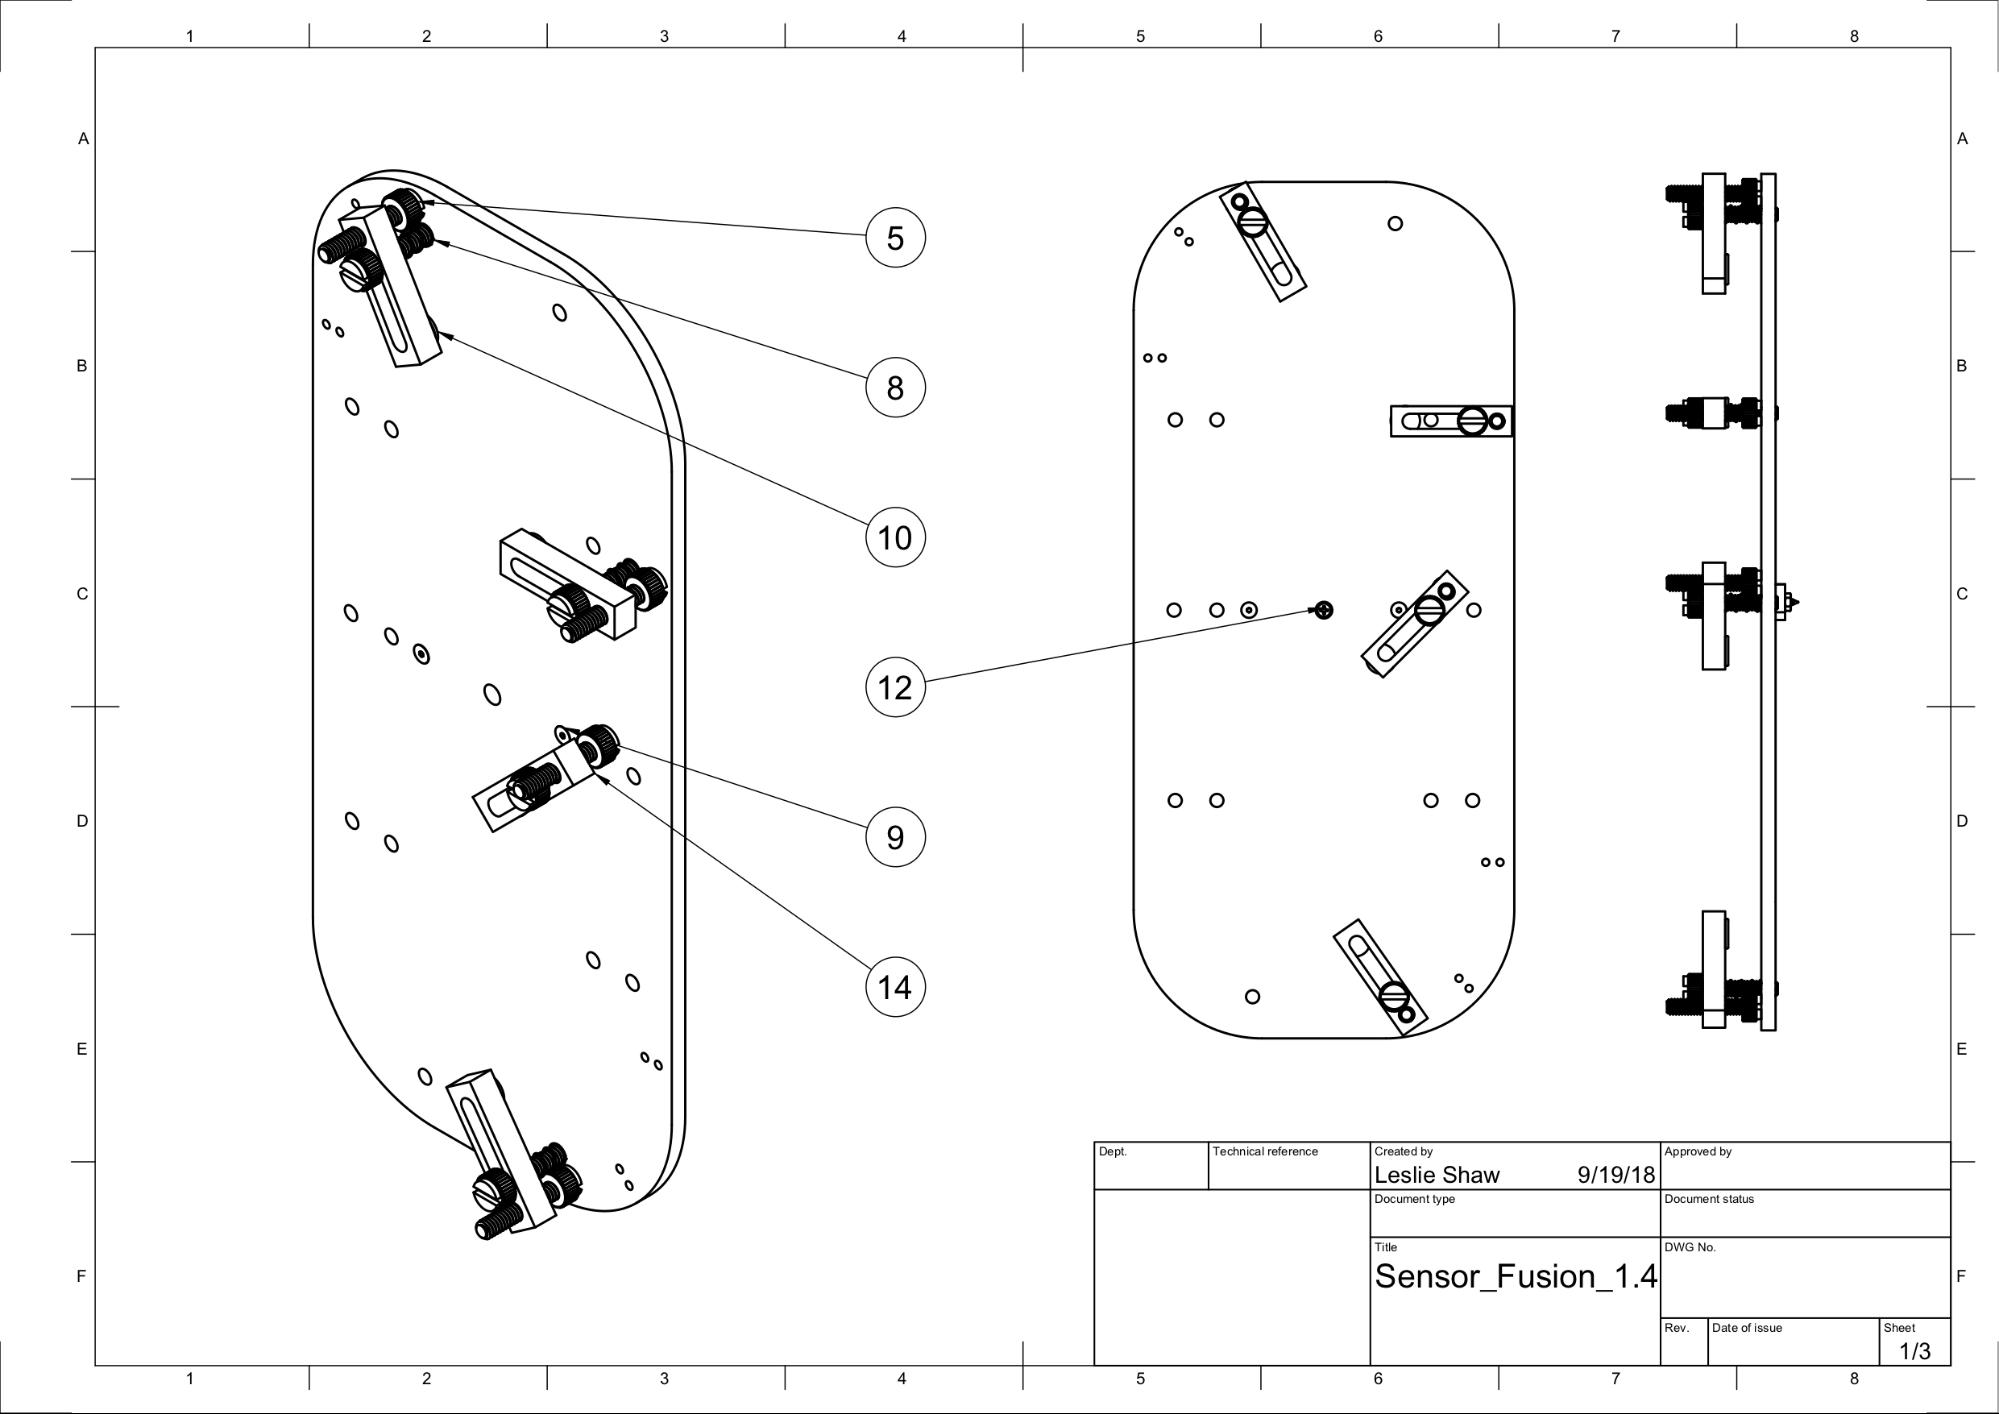 1 2 3 4 5 6 7 8
A A
5
B B
8
10
C C
12
D D
9
14
E E
Dept. Technical reference Created by Approved by
Leslie Shaw 9/19/18
Document type Document status
Title DWG No.
F Sensor_Fusion_1.4 F
Rev. Date of issue Sheet
1/3
1 2 3 4 5 6 7 8